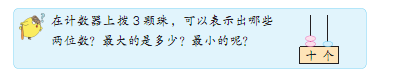 在计数器上拨3颗珠，可以表示出哪些
两位数？最大的是多少？最小的呢？
十 个